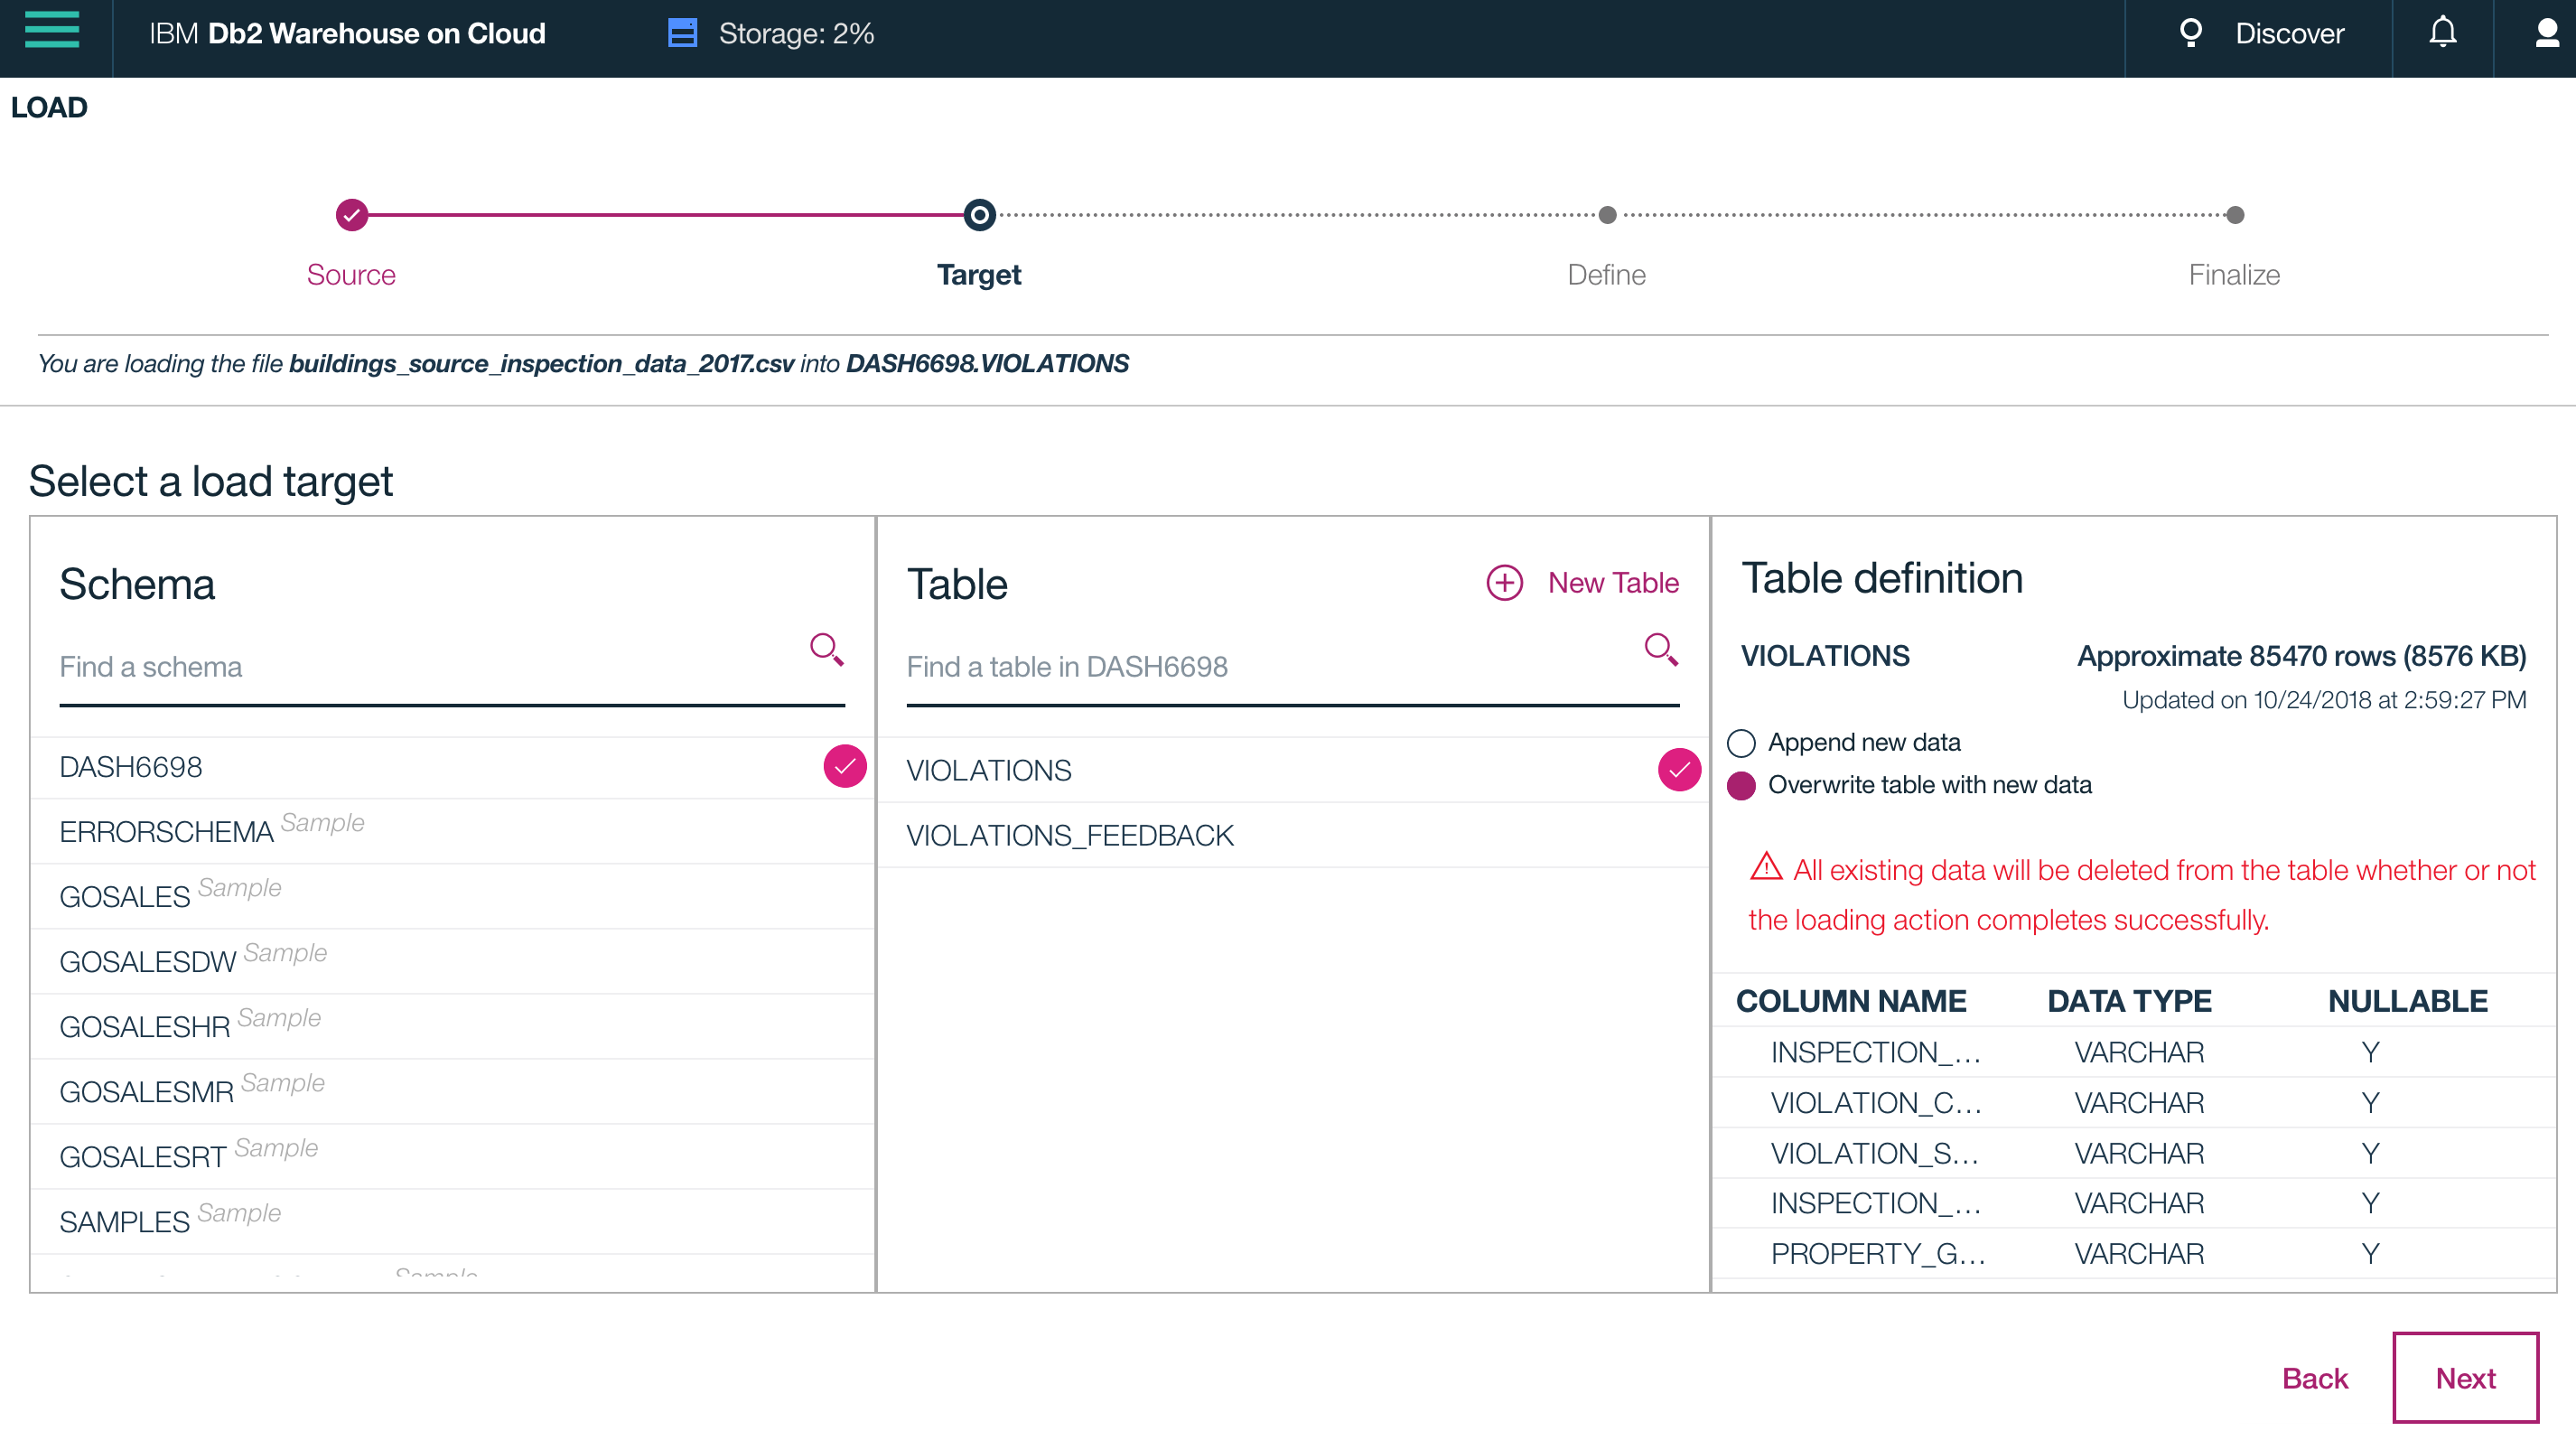 IBM Db2 Warehouse on Cloud
Storage: 2%
Discover
LOAD
Source
Target
Define
Finalize
You are loading the file buildings_source_inspection_data_2017.csv into DASH6698.VIOLATIONS
Select a load target
Schema
Find a schema
DASH6698
ERRORSCHEMA Sample
GOSALES Sample
GOSALESDW Sample
GOSALESHR Sample
GOSALESMR Sample
GOSALESRT Sample
SAMPLES Sample
Sample
Table
New Table
Find a table in DASH6698
VIOLATIONS
VIOLATIONS_FEEDBACK
Table definition
VIOLATIONS Approximate 85470 rows (8576 KB)
Updated on 10/24/2018 at 2:59:27 PM
Append new data
Overwrite table with new data
All existing data will be deleted from the table whether or not
the loading action completes successfully.
COLUMN NAME DATA TYPE NULLABLE
INSPECTION_... VARCHAR Y
VIOLATION_C... VARCHAR Y
VIOLATION_S... VARCHAR Y
INSPECTION_... VARCHAR Y
PROPERTY_G... VARCHAR Y
Back
Next